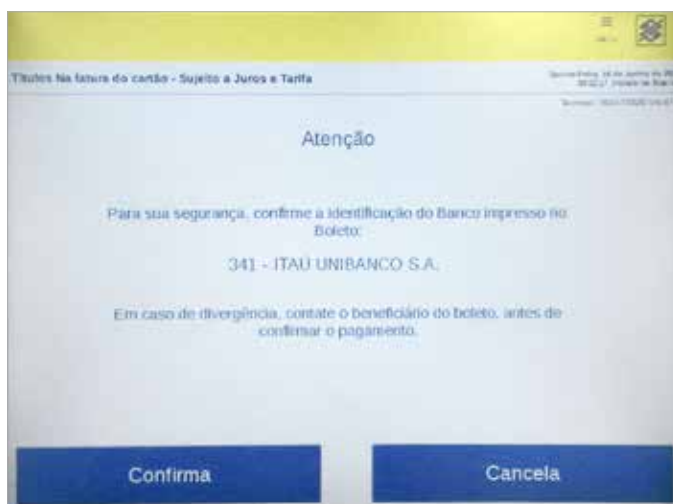 Títulos Na fatura do cartão - Sujeito a Juros e Tarifa
Atenção
Para sua segurança, confirme a identificação do Banco impresso no
Boleto:
341 - ITAÚ UNIBANCO S.A.
Em caso de divergência, contate o beneficiário do boleto, antes de
confirmar o pagamento.
Confirma
Cancela